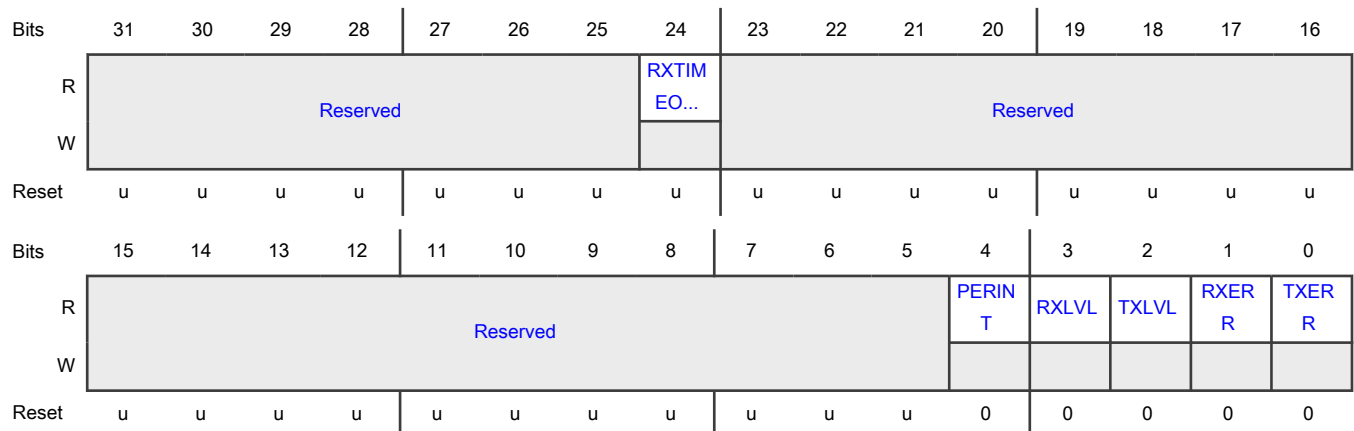 Bits 31 30 29 28 27 26 25 24 23 22 21 20 19 18 17 16
R Reserved RXTIM Reserved
EO...
W
Reset u u u u u u u u u u u u u u u u
Bits 15 14 13 12 11 10 9 8 7 6 5 4 3 2 1 0
R Reserved PERIN RXLVL TXLVL RXER TXER
T R R
W
Reset u u u u u u u u u u u 0 0 0 0 0